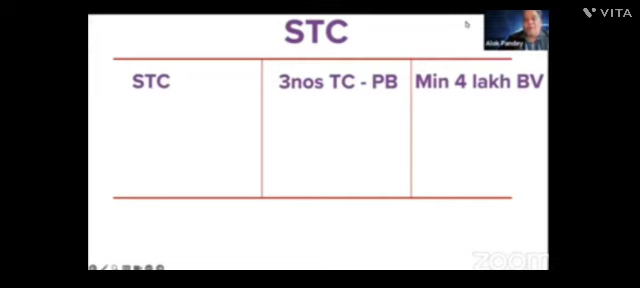 STC
VITA
Alok Pandey
STC 3nos TC - PB Min 4 lakh BV
zoom